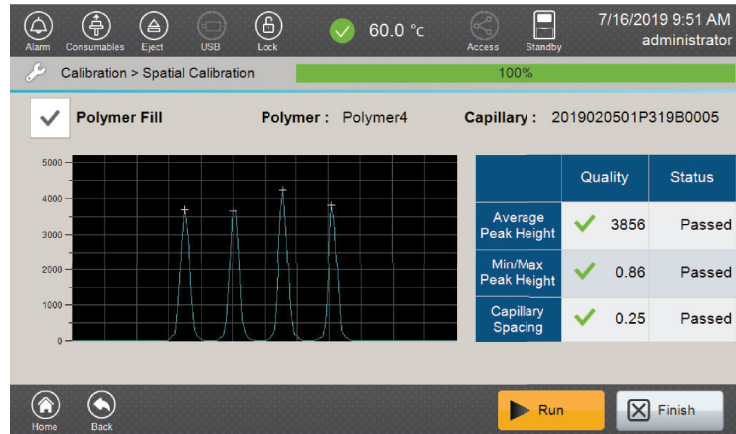 7/16/2019 9:51 AM
administrator
60.0 °c
Alarm
Consumables
Eject
USB
Lock
Access
Standby
Calibration > Spatial Calibration
100%
Polymer Fill
Polymer : Polymer4
Capillary : 2019020501P319B0005
5000
4000
3000
2000
1000
0
Quality Status
Average Peak Height 3856 Passed
Min/Max Peak Height 0.86 Passed
Capillary Spacing 0.25 Passed
Home
Back
Run
Finish